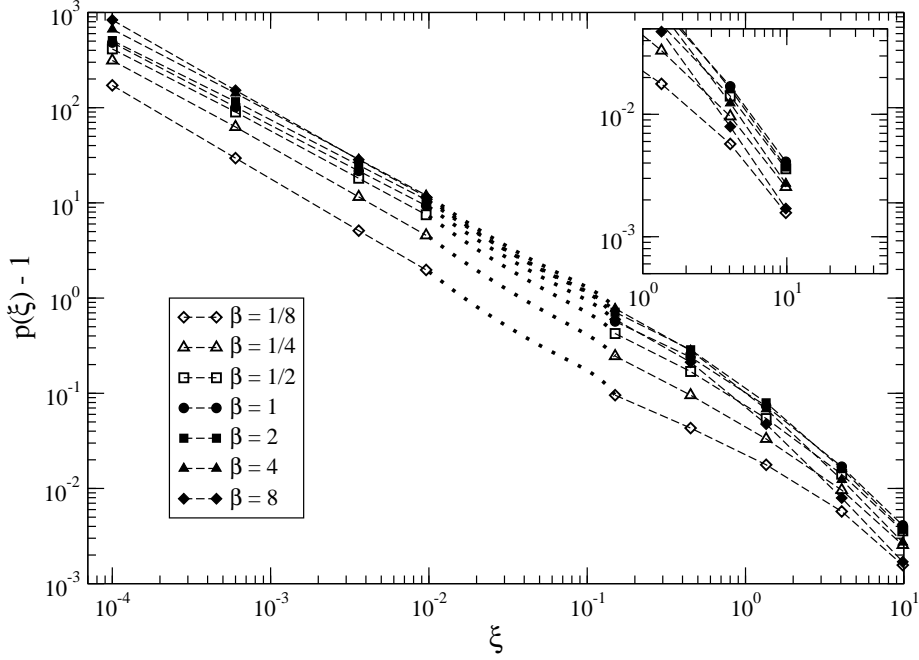 10^3
10^2
10^1
10^0
10^-1
10^-2
10^-3
p(ξ) - 1
10^-4
10^-3
10^-2
10^-1
10^0
10^1
ξ
β = 1/8
β = 1/4
β = 1/2
β = 1
β = 2
β = 4
β = 8
10^-2
10^-3
10^0
10^1